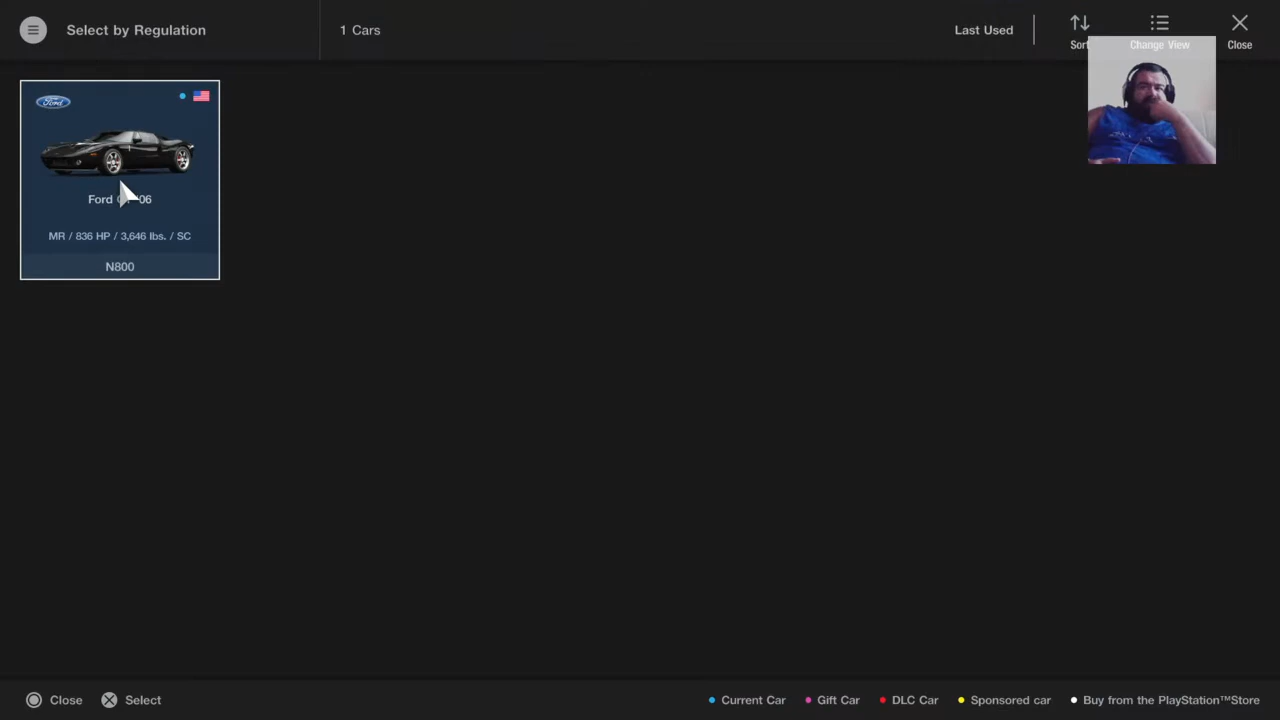 Select by Regulation
1 Cars
Last Used
Sort
Change View
Close
Ford
Ford 06
MR / 836 HP / 3,646 lbs. / SC
N800
Close
Select
Current Car
Gift Car
DLC Car
Sponsored car
Buy from the PlayStation™Store